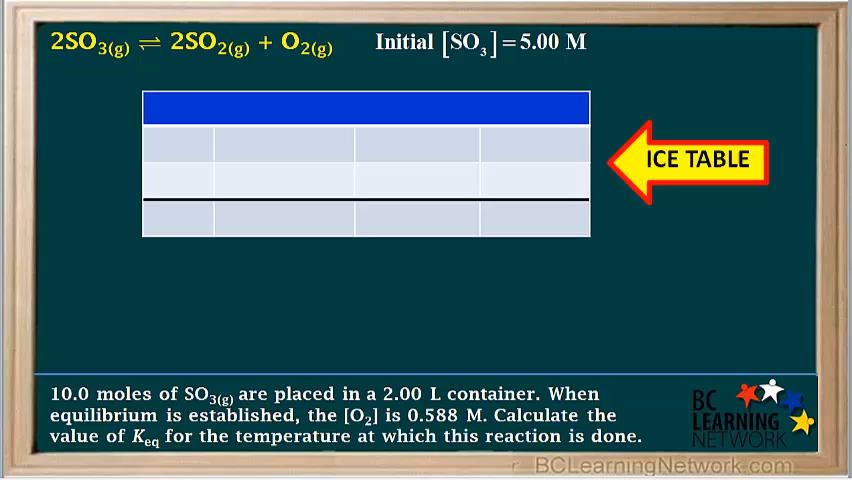 2SO3(g) ⇌ 2SO2(g) + O2(g) Initial [SO3] = 5.00 M
ICE TABLE
10.0 moles of SO3(g) are placed in a 2.00 L container. When
equilibrium is established, the [O2] is 0.588 M. Calculate the
value of Keq for the temperature at which this reaction is done.
BC
LEARNING
NETWORK
BCLearningNetwork.com